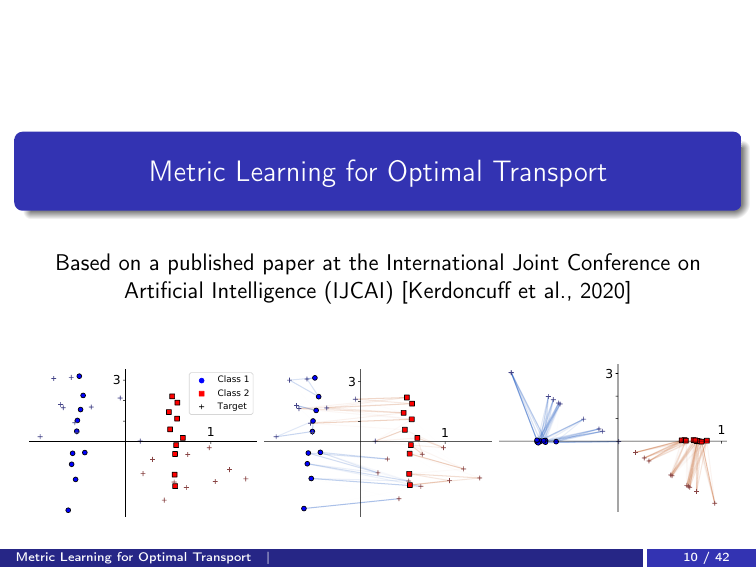 Metric Learning for Optimal Transport
Based on a published paper at the International Joint Conference on
Artificial Intelligence (IJCAI) [Kerdoncuff et al., 2020]
3
Class 1
Class 2
Target
1
3
1
3
1
Metric Learning for Optimal Transport |
10 / 42